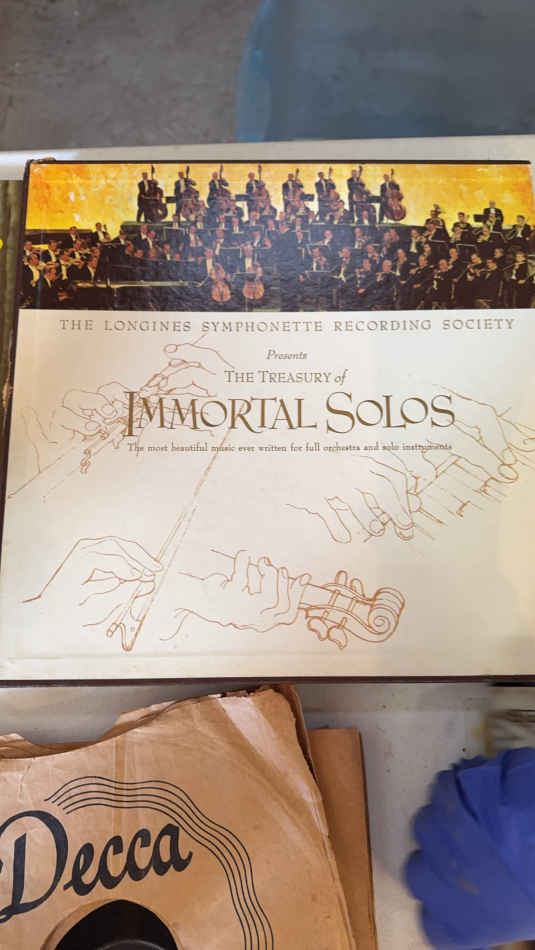 THE LONGINES SYMPHONETTE RECORDING SOCIETY
Presents
THE TREASURY of
IMMORTAL SOLOS
The most beautiful music ever written for full orchestra and solo instruments
Decca